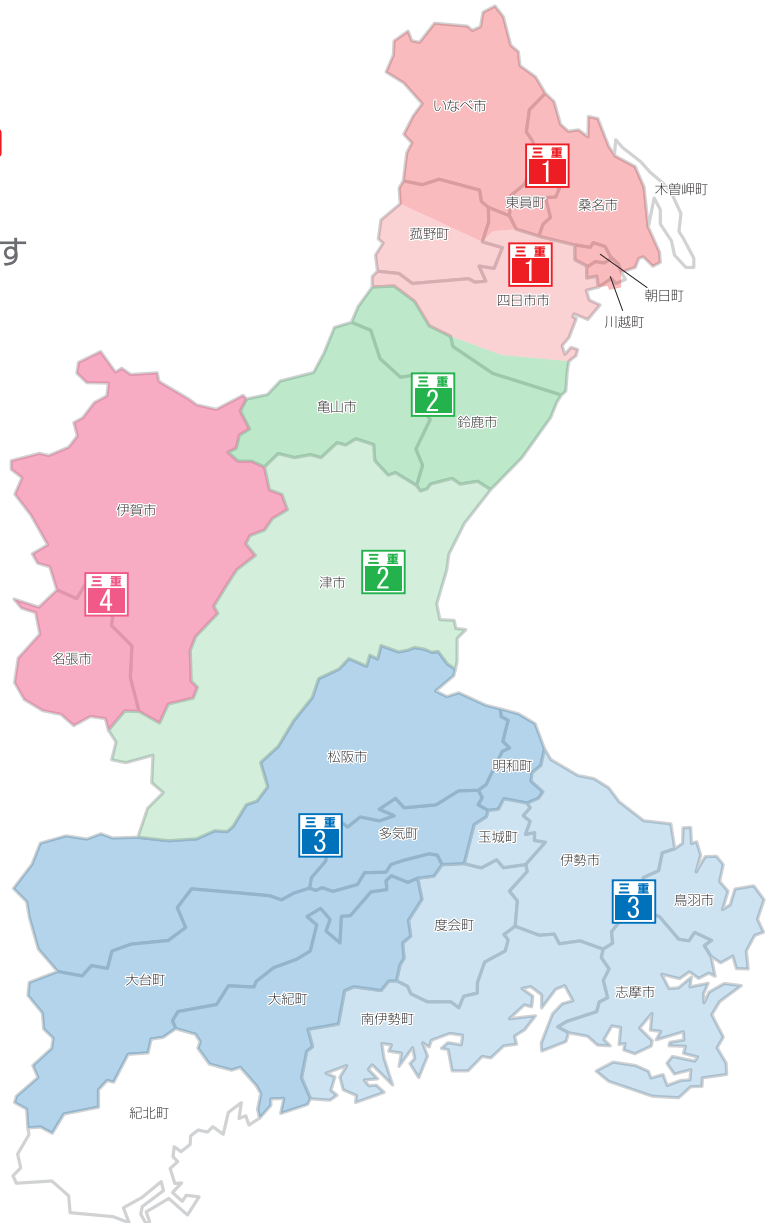 いなべ市
三重
1
木曽岬町
東員町
桑名市
す
菰野町
三重
1
四日市市
朝日町
川越町
三重
2
亀山市
鈴鹿市
伊賀市
三重
2
津市
三重
4
名張市
松阪市
明和町
三重
3
多気町
玉城町
伊勢市
三重
3
鳥羽市
度会町
大台町
志摩市
大紀町
南伊勢町
紀北町